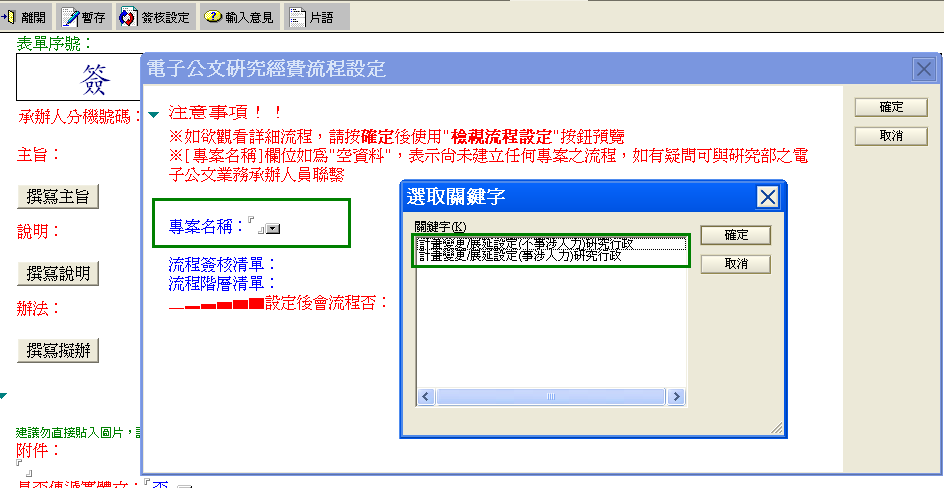 離開 暫存 簽核設定 輸入意見 片語
表單序號：
簽
電子公文研究經費流程設定
承辦人分機號碼：
主旨：
撰寫主旨
說明：
撰寫說明
辦法：
撰寫擬辦
建議勿直接貼入圖片，
附件：
是否傳遞實體文：『否
注意事項！！
※如欲觀看詳細流程，請按確定後使用"檢視流程設定"按鈕預覽
※[專案名稱]欄位如為"空資料"，表示尚未建立任何專案之流程，如有疑問可與研究部之電
子公文業務承辦人員聯繫
專案名稱：『 』
流程簽核清單：
流程階層清單：
設定後會流程否：
確定
取消
選取關鍵字
關鍵字(K)
計畫變更/展延設定(不事涉人力)研究行政
計畫變更/展延設定(事涉人力)研究行政
確定
取消